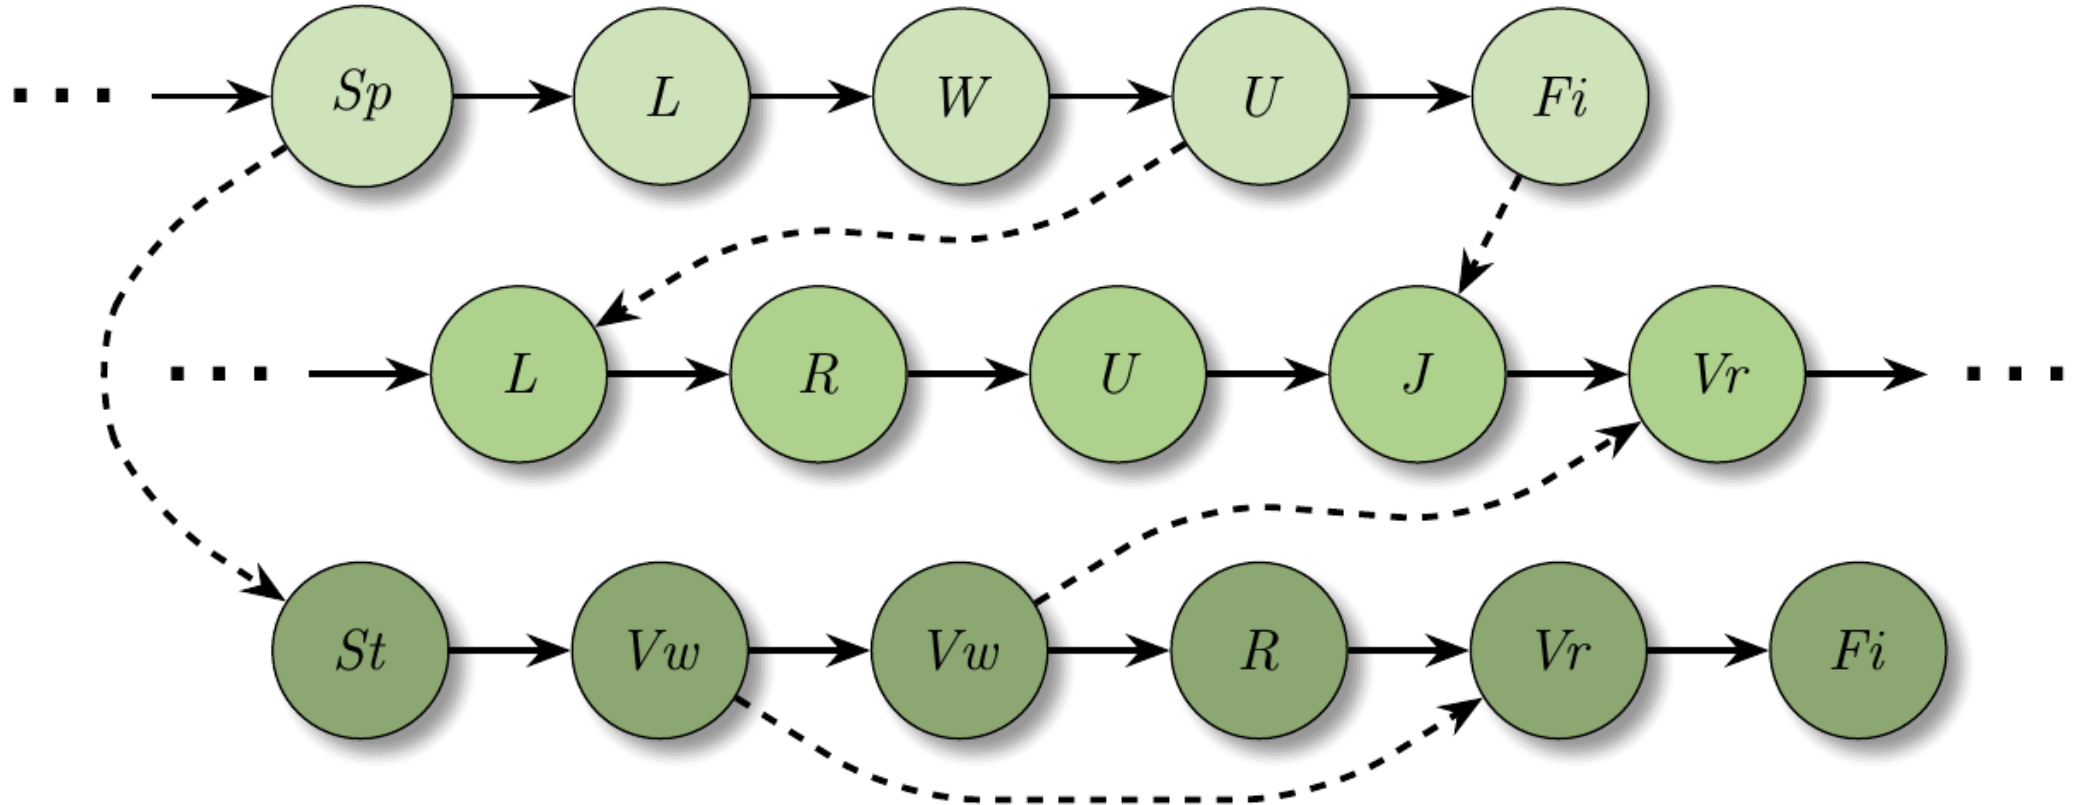 ... Sp L W U Fi
... L R U J Vr ...
St Vw Vw R Vr Fi